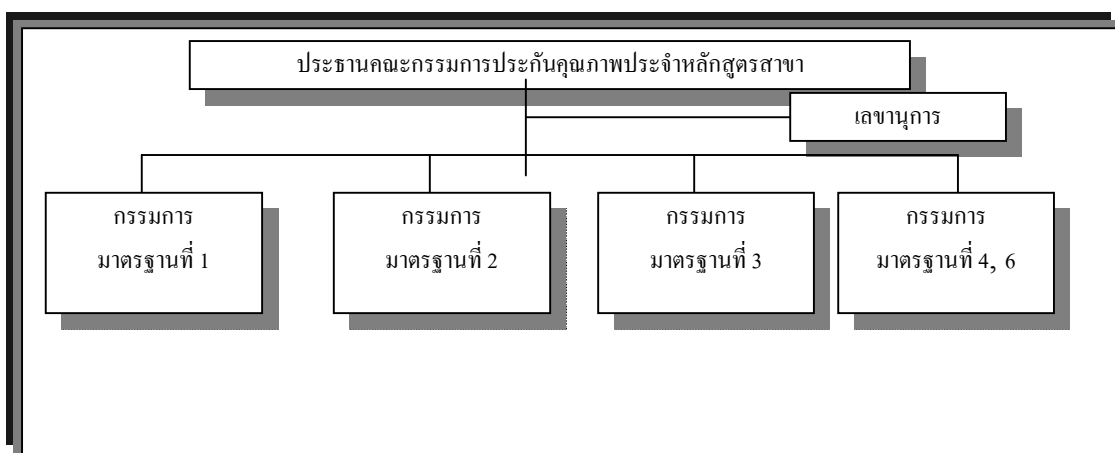 ประธานคณะกรรมการประกันคุณภาพประจำหลักสูตรสาขา
เลขานุการ
กรรมการ
มาตรฐานที่ 1
กรรมการ
มาตรฐานที่ 2
กรรมการ
มาตรฐานที่ 3
กรรมการ
มาตรฐานที่ 4, 6